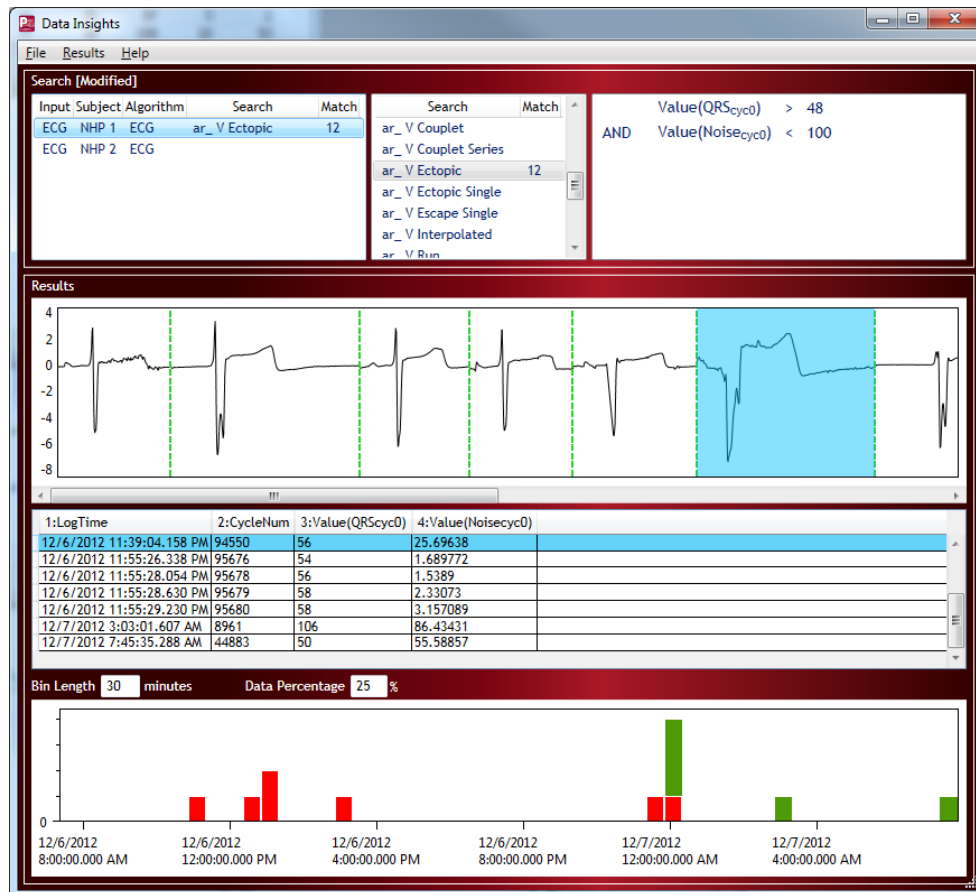 Data Insights
File Results Help
Search [Modified]
Input Subject Algorithm Search Match
ECG NHP 1 ECG ar_ V Ectopic 12
ECG NHP 2 ECG
Search Match
ar_ V Couplet
ar_ V Couplet Series
ar_ V Ectopic 12
ar_ V Ectopic Single
ar_ V Escape Single
ar_ V Interpolated
ar_ V Run
Value(QRScyc0) > 48
AND Value(Noisecyc0) < 100
Results
4
2
0
-2
-4
-6
-8
1:LogTime 2:CycleNum 3:Value(QRScyc0) 4:Value(Noisecyc0)
12/6/2012 11:39:04.158 PM 94550 56 25.69638
12/6/2012 11:55:26.338 PM 95676 54 1.689772
12/6/2012 11:55:28.054 PM 95678 56 1.5389
12/6/2012 11:55:28.630 PM 95679 58 2.33073
12/6/2012 11:55:29.230 PM 95680 58 3.157089
12/7/2012 3:03:01.607 AM 8961 106 86.43431
12/7/2012 7:45:35.288 AM 44883 50 55.58857
Bin Length 30 minutes Data Percentage 25 %
0
12/6/2012 12/6/2012 12/6/2012 12/6/2012 12/7/2012 12/7/2012
8:00:00.000 AM 12:00:00.000 PM 4:00:00.000 PM 8:00:00.000 PM 12:00:00.000 AM 4:00:00.000 AM